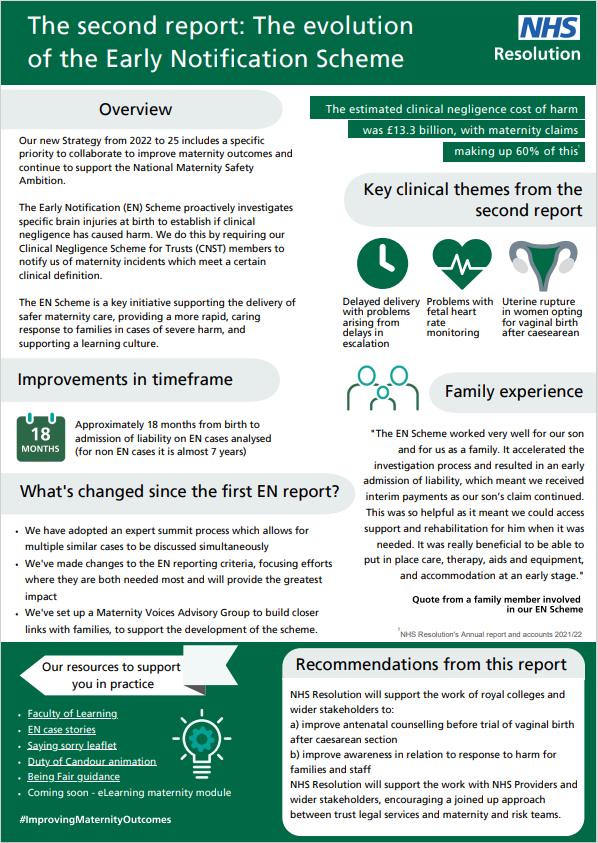 The second report: The evolution
of the Early Notification Scheme
NHS
Resolution
Overview
Our new Strategy from 2022 to 25 includes a specific
priority to collaborate to improve maternity outcomes and
continue to support the National Maternity Safety
Ambition.
The Early Notification (EN) Scheme proactively investigates
specific brain injuries at birth to establish if clinical
negligence has caused harm. We do this by requiring our
Clinical Negligence Scheme for Trusts (CNST) members to
notify us of maternity incidents which meet a certain
clinical definition.
The EN Scheme is a key initiative supporting the delivery of
safer maternity care, providing a more rapid, caring
response to families in cases of severe harm, and
supporting a learning culture.
The estimated clinical negligence cost of harm
was £13.3 billion, with maternity claims
making up 60% of this¹
Key clinical themes from the
second report
Delayed delivery
with problems
arising from
delays in
escalation
Problems with
fetal heart
rate
monitoring
Uterine rupture
in women opting
for vaginal birth
after caesearean
Improvements in timeframe
18
MONTHS
Approximately 18 months from birth to
admission of liability on EN cases analysed
(for non EN cases it is almost 7 years)
Family experience
"The EN Scheme worked very well for our son
and for us as a family. It accelerated the
investigation process and resulted in an early
admission of liability, which meant we received
interim payments as our son's claim continued.
This was so helpful as it meant we could access
support and rehabilitation for him when it was
needed. It was really beneficial to be able to
put in place care, therapy, aids and equipment,
and accommodation at an early stage."
Quote from a family member involved
in our EN Scheme
¹NHS Resolution's Annual report and accounts 2021/22
What's changed since the first EN report?
• We have adopted an expert summit process which allows for
multiple similar cases to be discussed simultaneously
• We've made changes to the EN reporting criteria, focusing efforts
where they are both needed most and will provide the greatest
impact
• We've set up a Maternity Voices Advisory Group to build closer
links with families, to support the development of the scheme.
Our resources to support
you in practice
• Faculty of Learning
• EN case stories
• Saying sorry leaflet
• Duty of Candour animation
• Being Fair guidance
• Coming soon - eLearning maternity module
#ImprovingMaternityOutcomes
Recommendations from this report
NHS Resolution will support the work of royal colleges and
wider stakeholders to:
a) improve antenatal counselling before trial of vaginal birth
after caesarean section
b) improve awareness in relation to response to harm for
families and staff
NHS Resolution will support the work with NHS Providers and
wider stakeholders, encouraging a joined up approach
between trust legal services and maternity and risk teams.